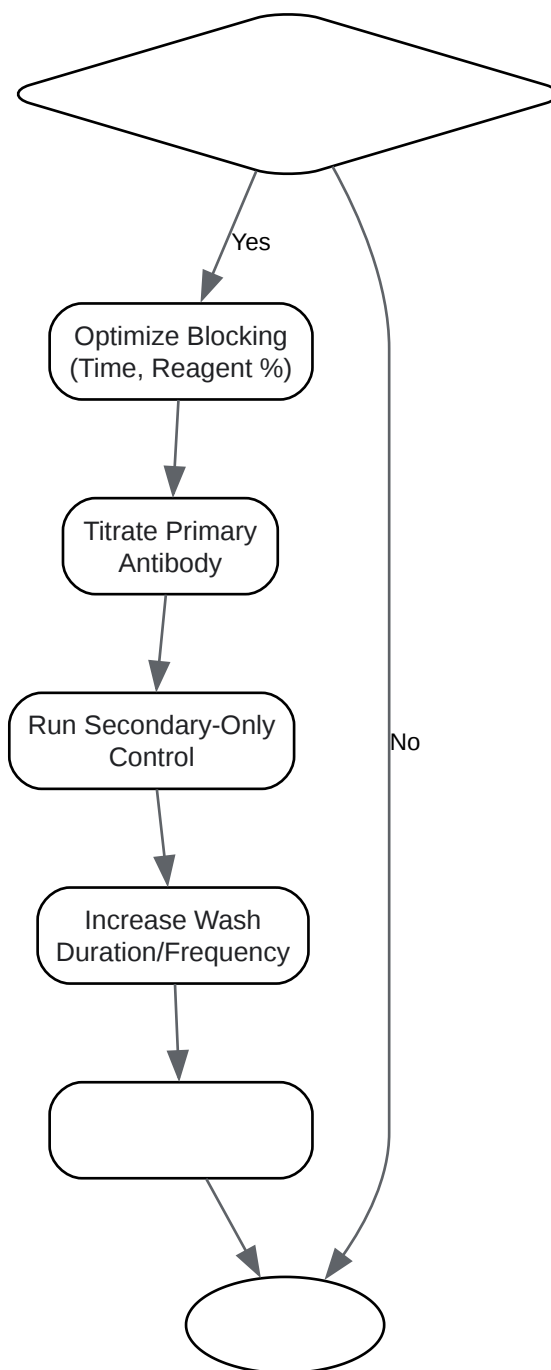 Yes
Optimize Blocking
(Time, Reagent %)
Titrate Primary
Antibody
Run Secondary-Only
Control
No
Increase Wash
Duration/Frequency